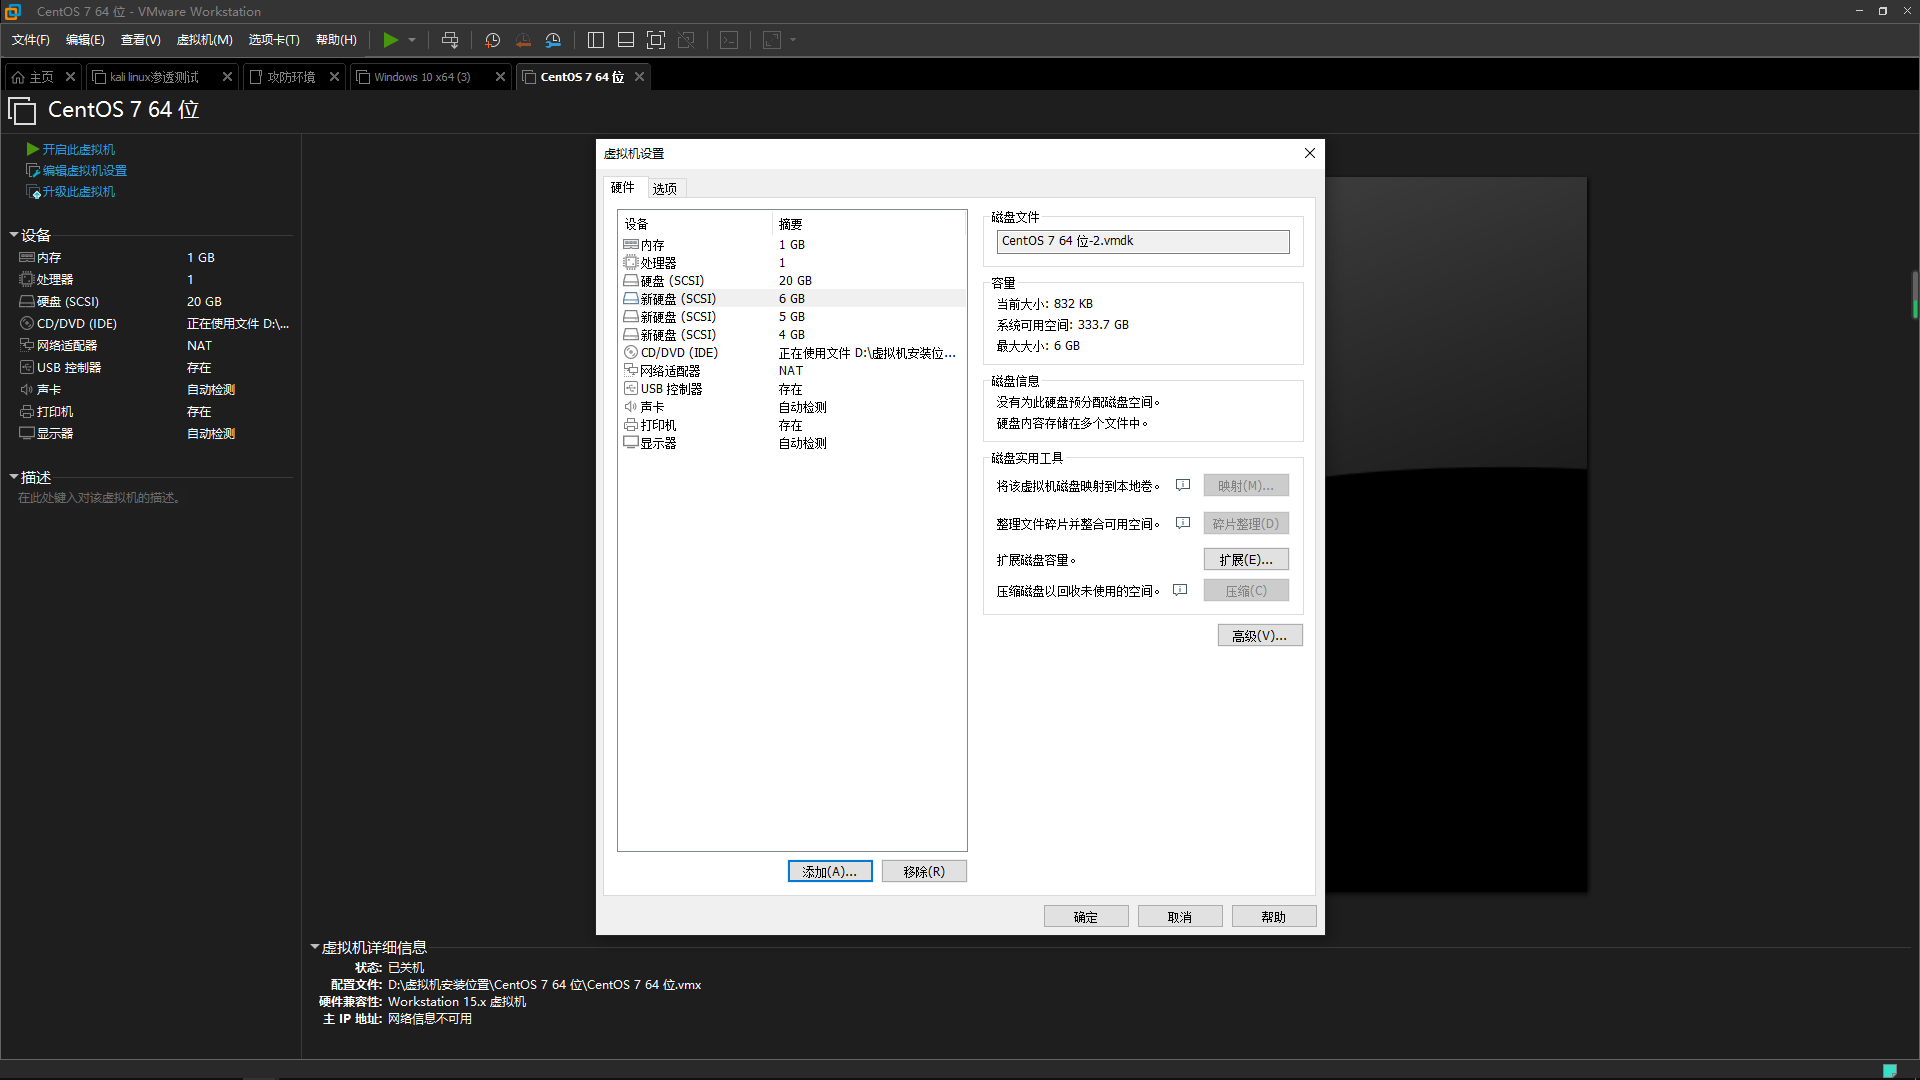 CentOS 7 64 位 - VMware Workstation
文件(F) 编辑(E) 查看(V) 虚拟机(M) 选项卡(T) 帮助(H)
主页 kali linux渗透测试 攻防环境 Windows 10 x64 (3) CentOS 7 64 位
CentOS 7 64 位
开启此虚拟机
编辑虚拟机设置
升级此虚拟机
设备
内存 1 GB
处理器 1
硬盘 (SCSI) 20 GB
CD/DVD (IDE) 正在使用文件 D:\...
网络适配器 NAT
USB 控制器 存在
声卡 自动检测
打印机 存在
显示器 自动检测
描述
在此处键入对该虚拟机的描述。
虚拟机设置
硬件 选项
设备 摘要
内存 1 GB
处理器 1
硬盘 (SCSI) 20 GB
新硬盘 (SCSI) 6 GB
新硬盘 (SCSI) 5 GB
新硬盘 (SCSI) 4 GB
CD/DVD (IDE) 正在使用文件 D:\虚拟机安装位...
网络适配器 NAT
USB 控制器 存在
声卡 自动检测
打印机 存在
显示器 自动检测
添加(A)... 移除(R)
磁盘文件
CentOS 7 64 位-2.vmdk
容量
当前大小: 832 KB
系统可用空间: 333.7 GB
最大大小: 6 GB
磁盘信息
没有为此硬盘预分配磁盘空间。
硬盘内容存储在多个文件中。
磁盘实用工具
将该虚拟机磁盘映射到本地卷。 映射(M)...
整理文件碎片并整合可用空间。 碎片整理(D)
扩展磁盘容量。 扩展(E)...
压缩磁盘以回收未使用的空间。 压缩(C)
高级(V)...
确定 取消 帮助
虚拟机详细信息
状态: 已关机
配置文件: D:\虚拟机安装位置\CentOS 7 64 位\CentOS 7 64 位.vmx
硬件兼容性: Workstation 15.x 虚拟机
主 IP 地址: 网络信息不可用